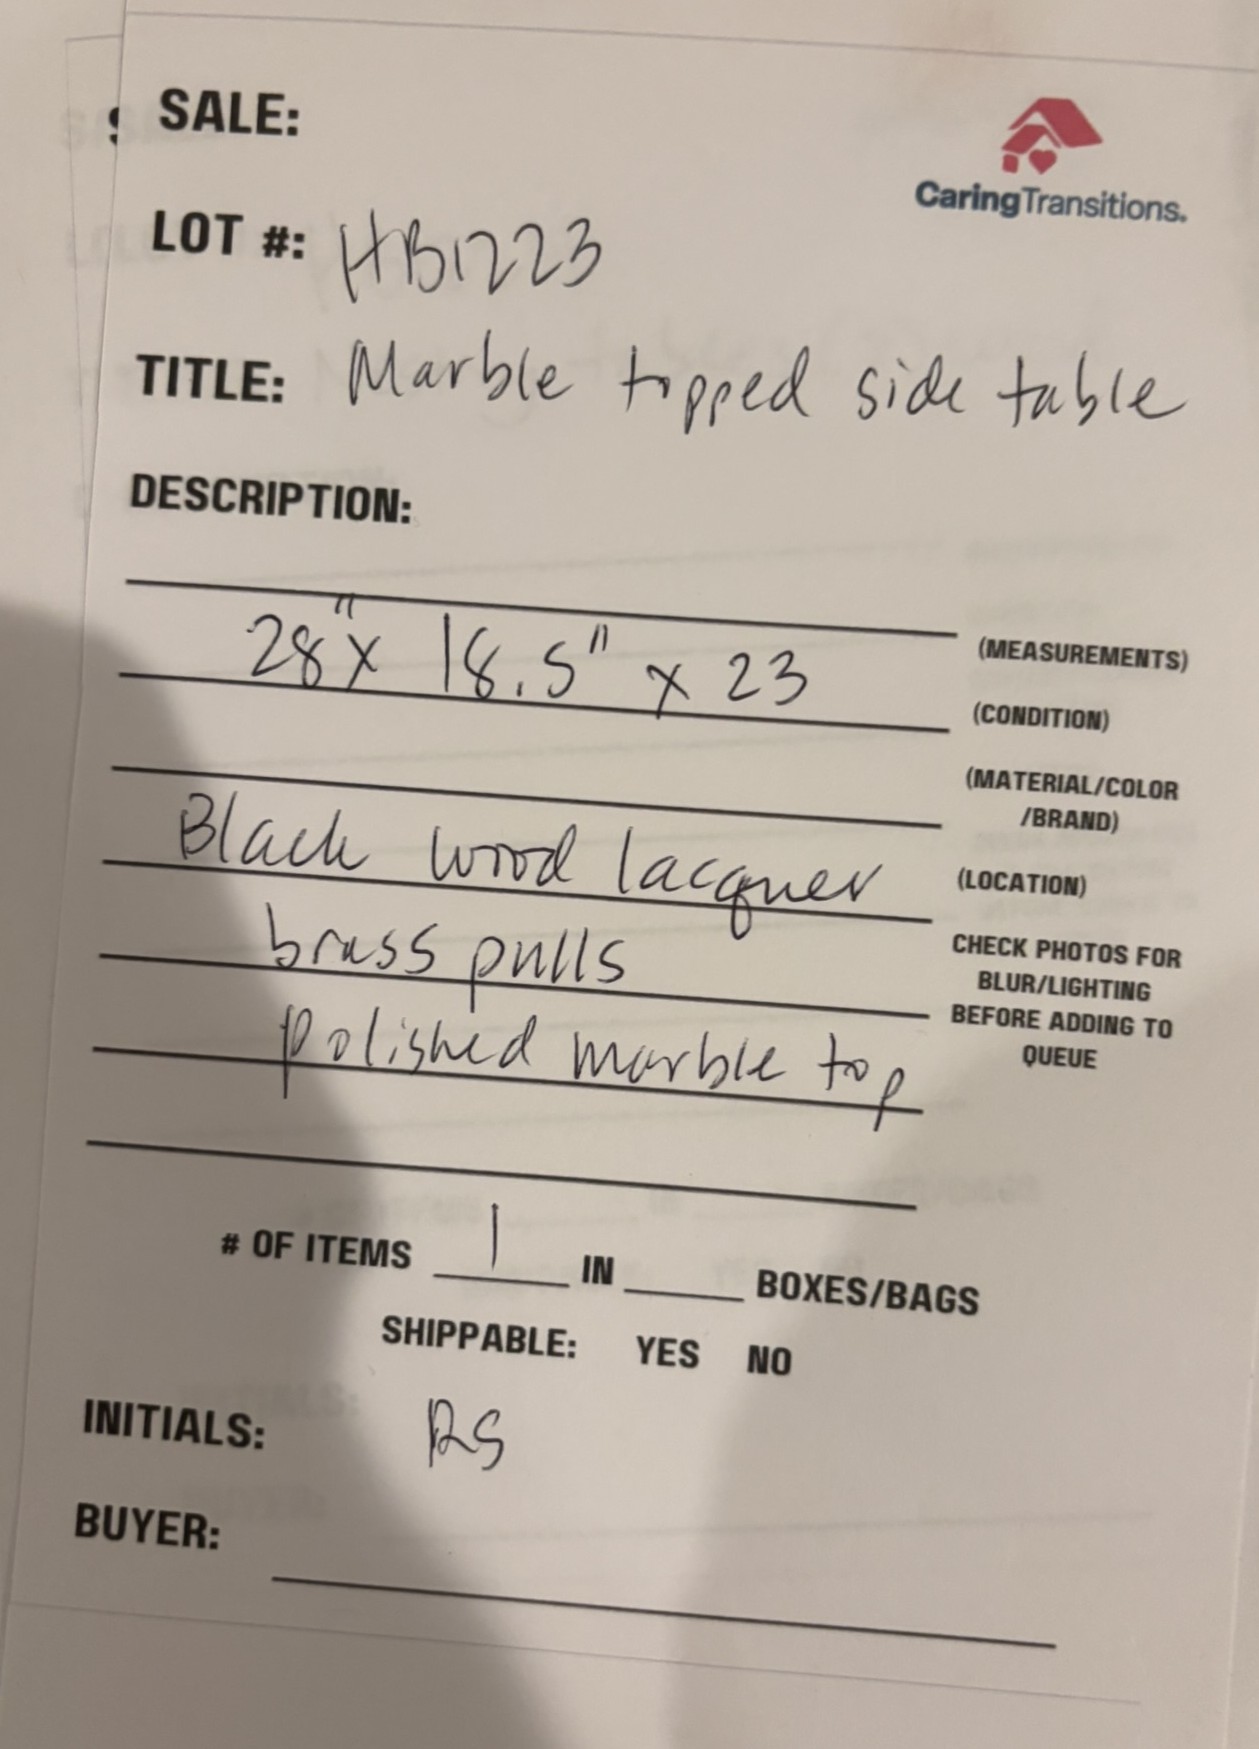 SALE:
CaringTransitions.
LOT #: HB1223
TITLE: Marble topped side table
DESCRIPTION:
28" x 18.5" x 23
(MEASUREMENTS)
(CONDITION)
(MATERIAL/COLOR
/BRAND)
Black wood lacquer
(LOCATION)
brass pulls
CHECK PHOTOS FOR
BLUR/LIGHTING
BEFORE ADDING TO
QUEUE
polished marble top
# OF ITEMS 1 IN BOXES/BAGS
SHIPPABLE: YES NO
INITIALS: RS
BUYER: